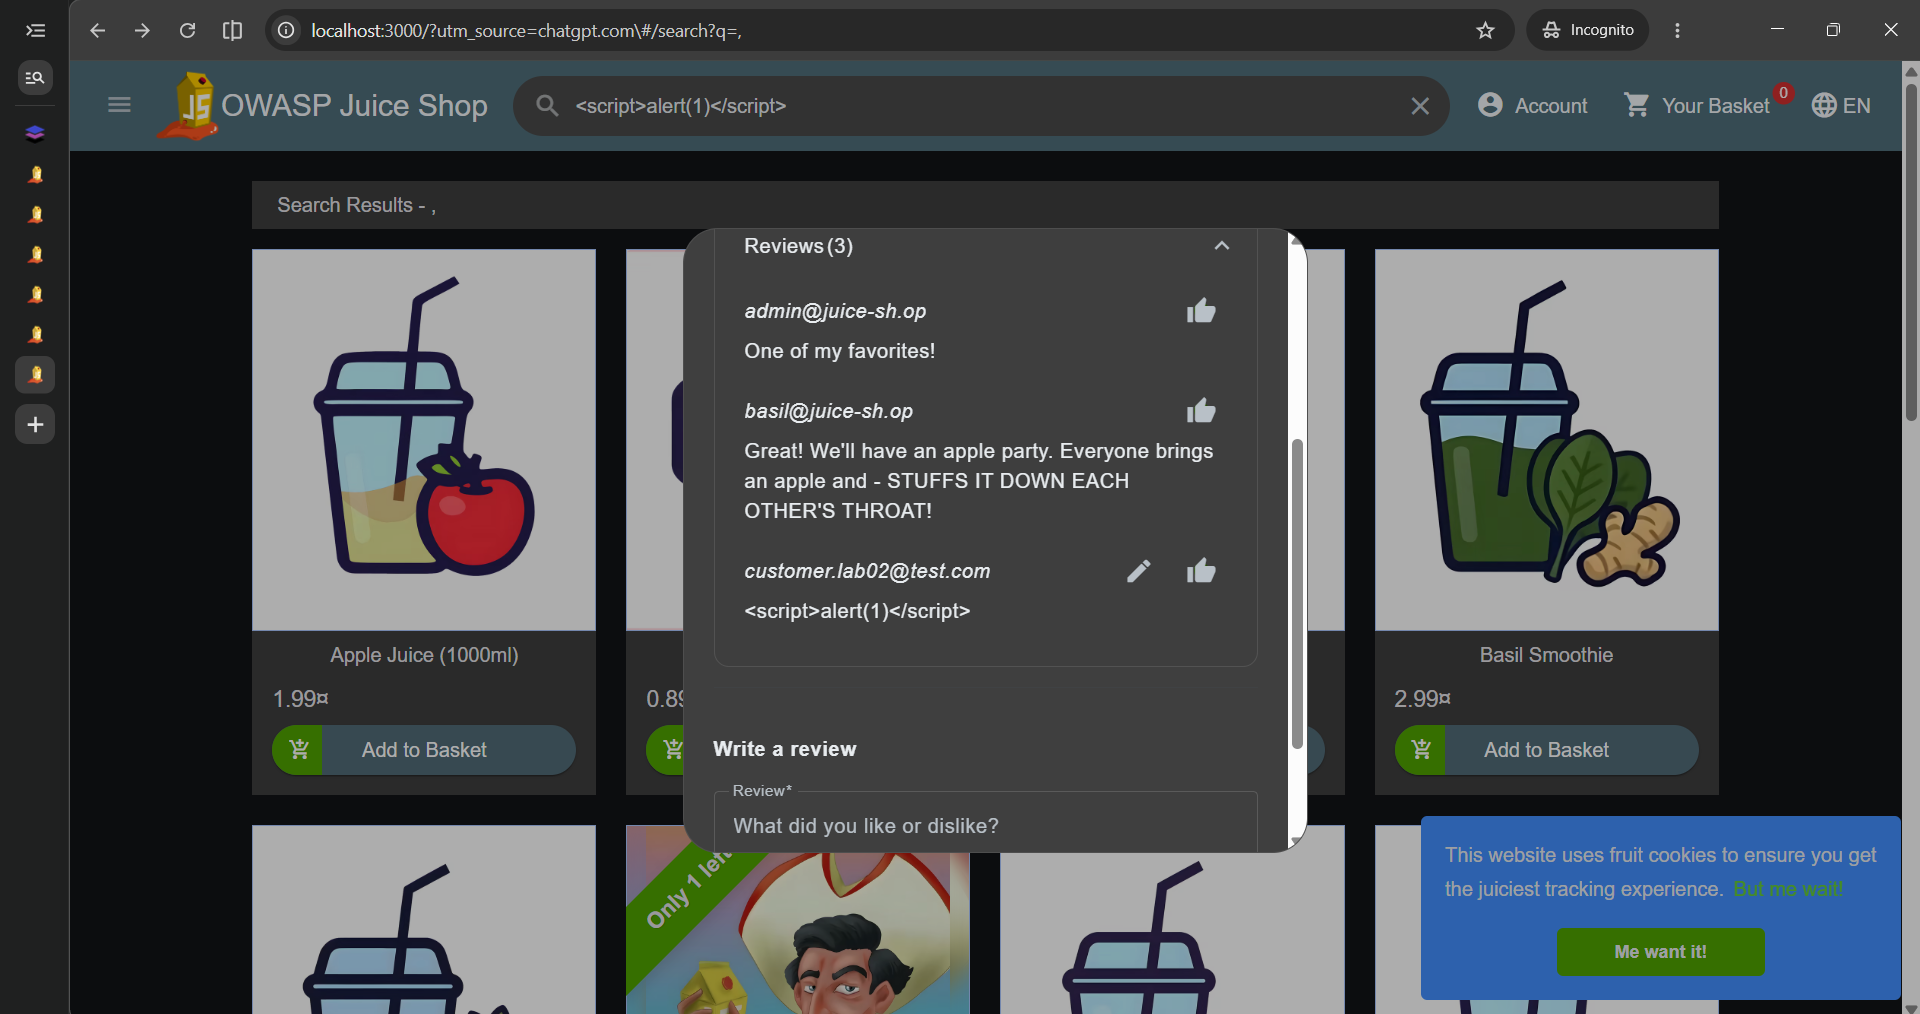 localhost:3000/?utm_source=chatgpt.com\#/search?q=,
Incognito
JS
OWASP Juice Shop
<script>alert(1)</script>
Account
Your Basket
0
EN
Search Results - ,
Reviews (3)
admin@juice-sh.op
One of my favorites!
basil@juice-sh.op
Great! We'll have an apple party. Everyone brings
an apple and - STUFFS IT DOWN EACH
OTHER'S THROAT!
customer.lab02@test.com
<script>alert(1)</script>
Write a review
Review*
What did you like or dislike?
Apple Juice (1000ml)
1.99¤
Add to Basket
0.89
Basil Smoothie
2.99¤
Add to Basket
Only 1 left
This website uses fruit cookies to ensure you get
the juiciest tracking experience. But me wait!
Me want it!